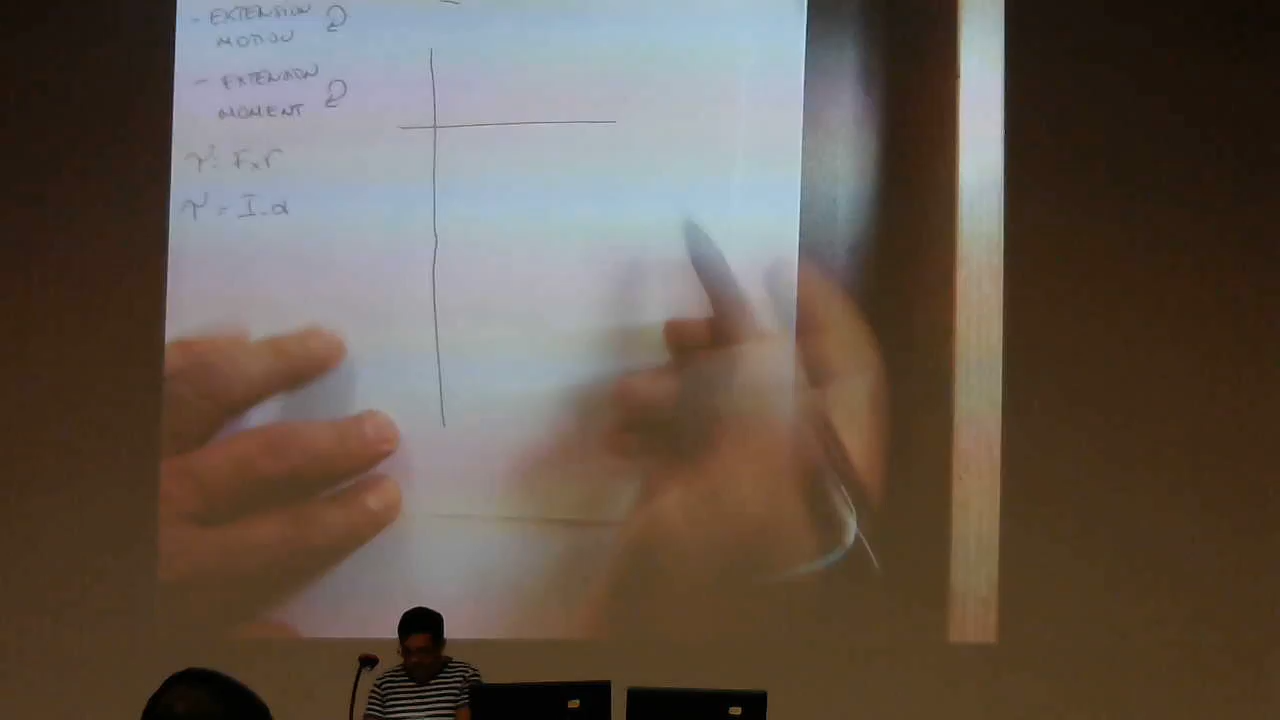 - EXTENSION
MOTION
- EXTENSION
MOMENT
τ = F x r
τ = I . α